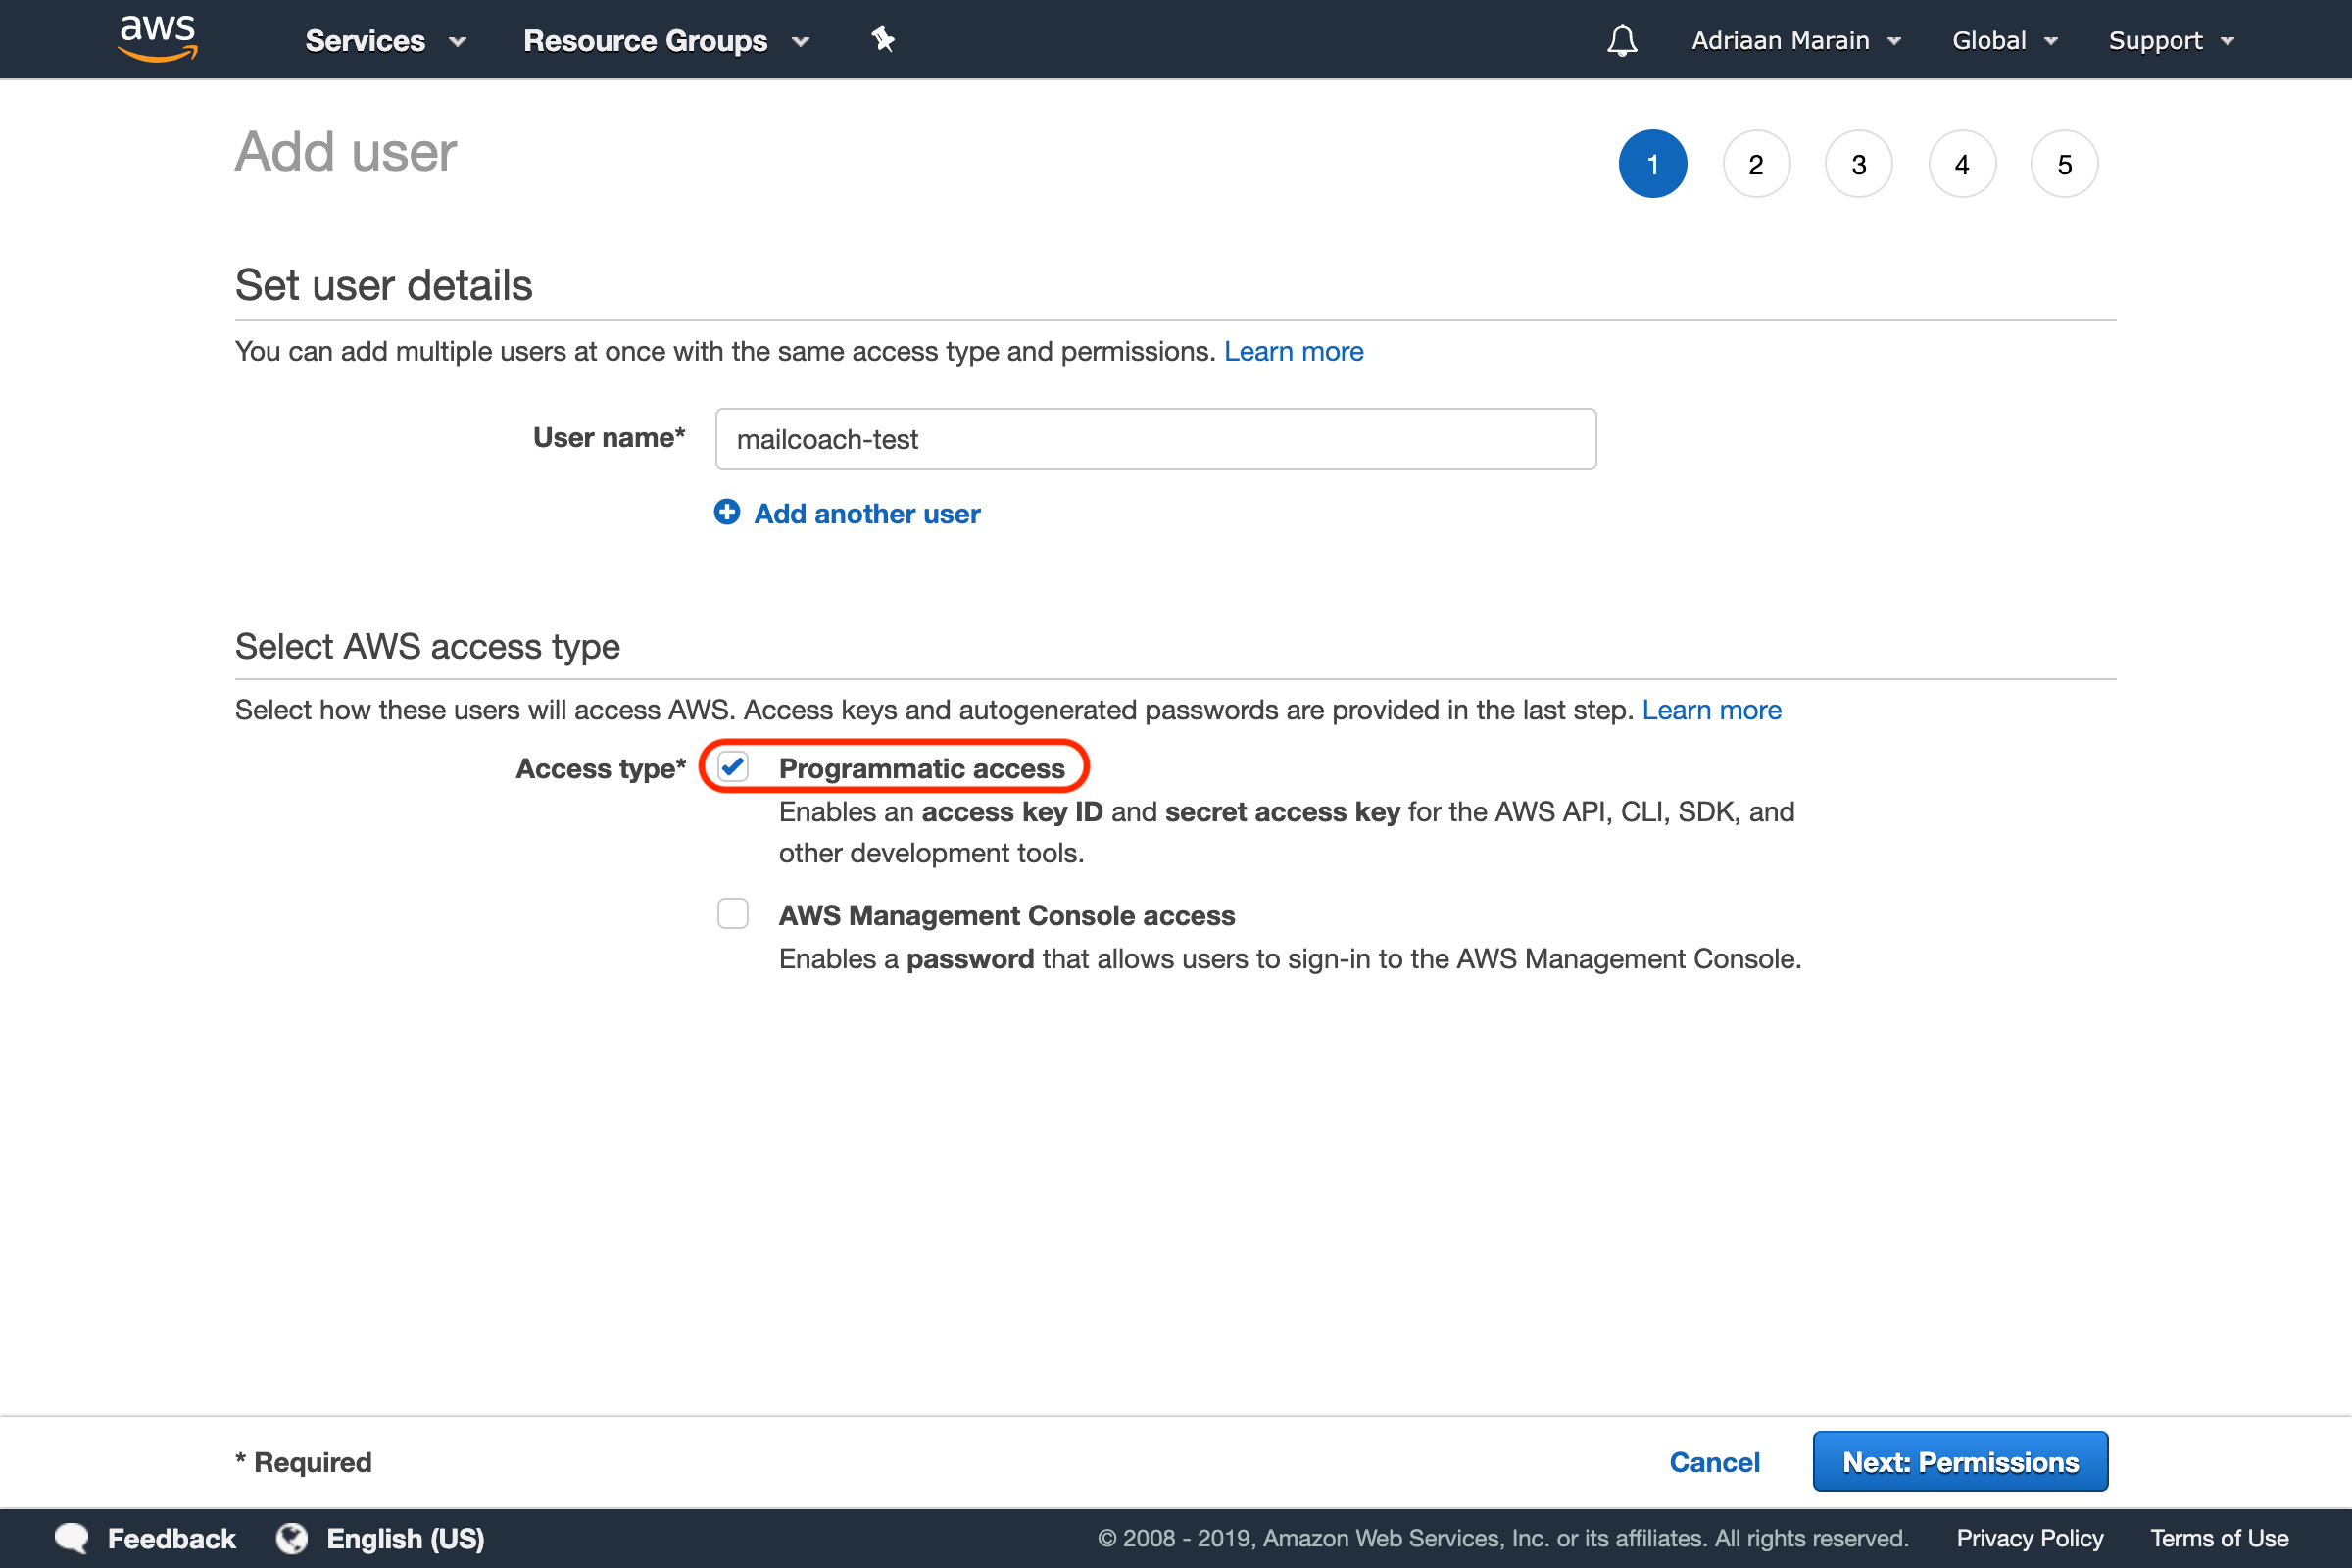 aws Services Resource Groups Adriaan Marain Global Support
Add user
1 2 3 4 5
Set user details
You can add multiple users at once with the same access type and permissions. Learn more
User name* mailcoach-test
Add another user
Select AWS access type
Select how these users will access AWS. Access keys and autogenerated passwords are provided in the last step. Learn more
Access type* Programmatic access
Enables an access key ID and secret access key for the AWS API, CLI, SDK, and
other development tools.
AWS Management Console access
Enables a password that allows users to sign-in to the AWS Management Console.
* Required Cancel Next: Permissions
Feedback English (US) © 2008 - 2019, Amazon Web Services, Inc. or its affiliates. All rights reserved. Privacy Policy Terms of Use